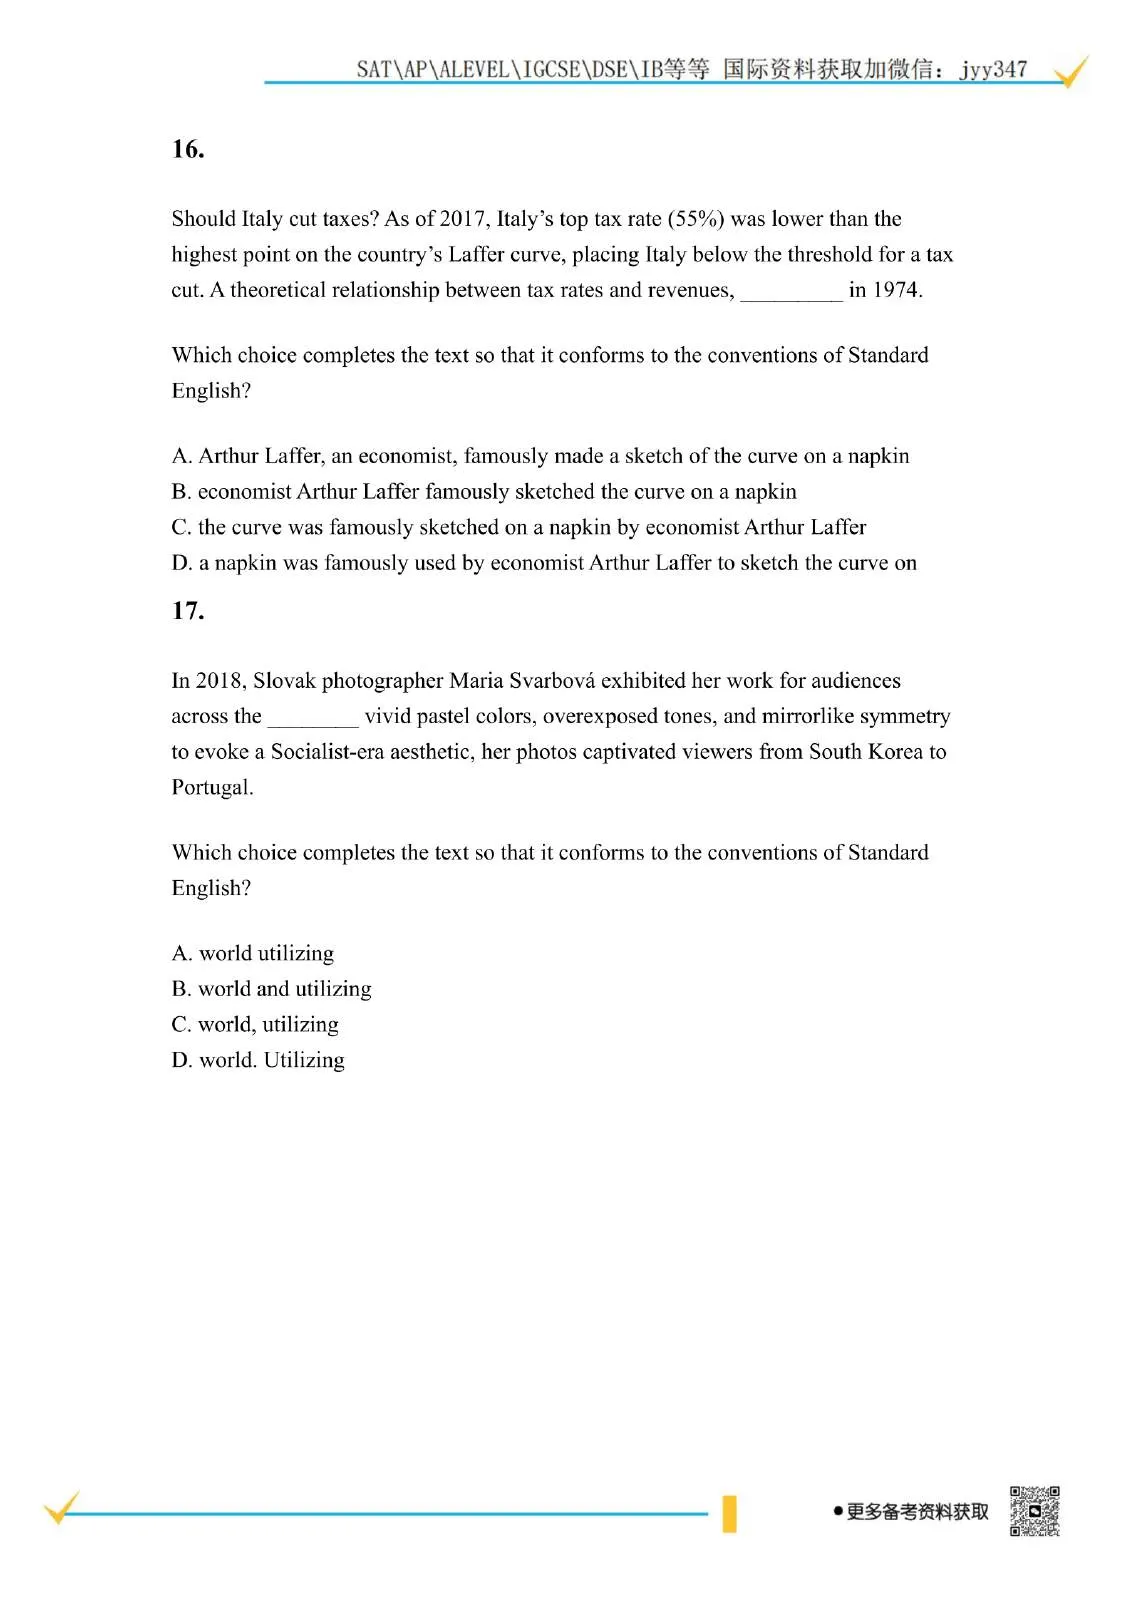 SAT\AP\ALEVEL\IGCSE\DSE\IB等等 国际资料获取加微信：jyy347
16.
Should Italy cut taxes? As of 2017, Italy’s top tax rate (55%) was lower than the
highest point on the country’s Laffer curve, placing Italy below the threshold for a tax
cut. A theoretical relationship between tax rates and revenues, _________ in 1974.
Which choice completes the text so that it conforms to the conventions of Standard
English?
A. Arthur Laffer, an economist, famously made a sketch of the curve on a napkin
B. economist Arthur Laffer famously sketched the curve on a napkin
C. the curve was famously sketched on a napkin by economist Arthur Laffer
D. a napkin was famously used by economist Arthur Laffer to sketch the curve on
17.
In 2018, Slovak photographer Maria Svarbová exhibited her work for audiences
across the ________ vivid pastel colors, overexposed tones, and mirrorlike symmetry
to evoke a Socialist-era aesthetic, her photos captivated viewers from South Korea to
Portugal.
Which choice completes the text so that it conforms to the conventions of Standard
English?
A. world utilizing
B. world and utilizing
C. world, utilizing
D. world. Utilizing
●更多备考资料获取